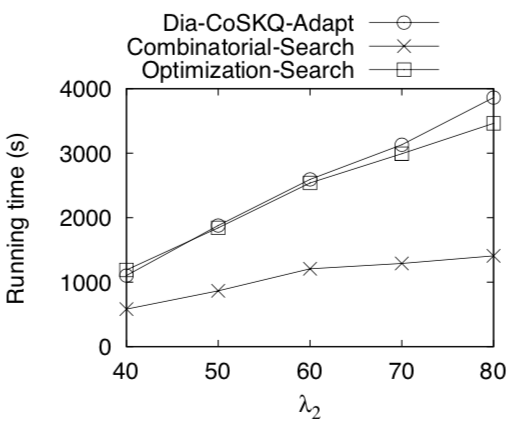 Dia-CoSKQ-Adapt
Combinatorial-Search
Optimization-Search
4000
3000
2000
1000
0
Running time (s)
40 50 60 70 80
λ2